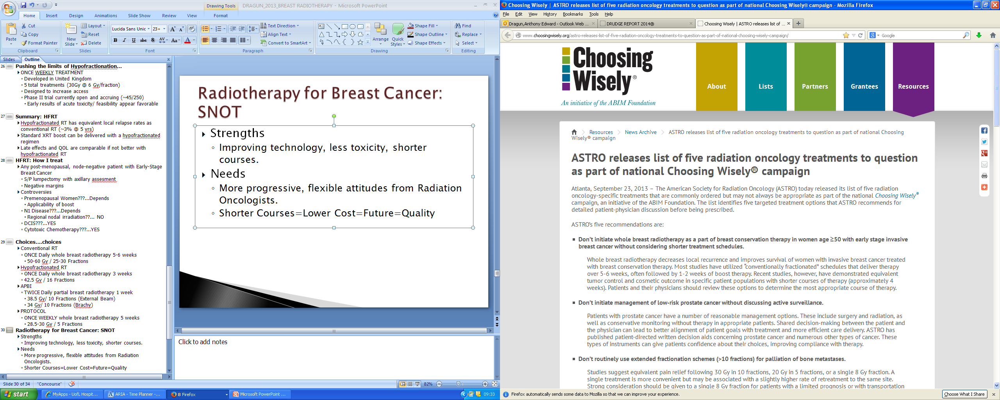 DRAGUN_2013_BREAST RADIOTHERAPY - Microsoft PowerPoint
Drawing Tools
Home Insert Design Animations Slide Show Review View Format
Paste
Cut
Copy
Format Painter
Clipboard
New Slide
Layout
Reset
Delete
Slides
Lucida Sans Unic 23+
B I U abc S AV Aa A
Font
Text Direction
Align Text
Convert to SmartArt
Paragraph
Arrange
Quick Styles
Shape Fill
Shape Outline
Shape Effects
Drawing
Find
Replace
Select
Editing
Slides Outline
26 Pushing the limits of Hypofractionation...
ONCE WEEKLY TREATMENT
Developed in United Kingdom
5 total treatments (30Gy @ 6 Gy/fraction)
Designed to increase access
Phase II trial currently open and accruing (~45/250)
Early results of acute toxicity/ feasibility appear favorable
27 Summary: HFRT
Hypofractionated RT has equivalent local relapse rates as
conventional RT (~3% @ 5 yrs)
Standard XRT boost can be delivered with a hypofractionated
regimen
Late effects and QOL are comparable if not better with
hypofractionated RT
28 HFRT: How I treat
Any post-menopausal, node-negative patient with Early-Stage
Breast Cancer
S/P lumpectomy with axillary assesment
Negative margins
Controversies
Premenopausal Women???...Depends
Applicability of boost
N1 Disease???...Depends
Regional nodal irradiation??... NO
DCIS???...YES
Cytotoxic Chemotherapy???...YES
29 Choices....choices
Conventional RT
ONCE Daily whole breast radiotherapy 5-6 weeks
50-60 Gy / 25-30 Fractions
Hypofractionated RT
ONCE Daily whole breast radiotherapy 3 weeks
42.5 Gy / 16 Fractions
APBI
TWICE Daily partial breast radiotherapy 1 week
38.5 Gy/ 10 Fractions (External Beam)
34 Gy/ 10 Fractions (Brachy)
PROTOCOL
ONCE WEEKLY whole breast radiotherapy 5 weeks
28.5-30 Gy / 5 Fractions
30 Radiotherapy for Breast Cancer: SNOT
Strengths
Improving technology, less toxicity, shorter courses.
Needs
More progressive, flexible attitudes from Radiation
Oncologists.
Shorter Courses=Lower Cost=Future=Quality
Radiotherapy for Breast Cancer:
SNOT
Strengths
Improving technology, less toxicity, shorter
courses.
Needs
More progressive, flexible attitudes from Radiation
Oncologists.
Shorter Courses=Lower Cost=Future=Quality
Click to add notes
Slide 30 of 34 "Concourse" 82%
start MyApps - UofL Hospit... ARIA - Time Planner -... 8 Firefox Microsoft PowerPoint ... 09:33
Choosing Wisely | ASTRO releases list of five radiation oncology treatments to question as part of national Choosing Wisely® campaign - Mozilla Firefox
File Edit View History Bookmarks Tools Help
Dragun,Anthony Edward - Outlook Web ... DRUDGE REPORT 2014® Choosing Wisely | ASTRO releases list of ...
www.choosingwisely.org/astro-releases-list-of-five-radiation-oncology-treatments-to-question-as-part-of-national-choosing-wisely-campaign/
Google
Choosing
Wisely®
An initiative of the ABIM Foundation
About Lists Partners Grantees Resources
Resources News Archive ASTRO releases list of five radiation oncology treatments to question as part of national Choosing
Wisely® campaign
ASTRO releases list of five radiation oncology treatments to question
as part of national Choosing Wisely® campaign
Atlanta, September 23, 2013 – The American Society for Radiation Oncology (ASTRO) today released its list of five radiation
oncology-specific treatments that are commonly ordered but may not always be appropriate as part of the national Choosing Wisely®
campaign, an initiative of the ABIM Foundation. The list identifies five targeted treatment options that ASTRO recommends for
detailed patient-physician discussion before being prescribed.
ASTRO's five recommendations are:
Don't initiate whole breast radiotherapy as a part of breast conservation therapy in women age ≥50 with early stage invasive
breast cancer without considering shorter treatment schedules.
Whole breast radiotherapy decreases local recurrence and improves survival of women with invasive breast cancer treated
with breast conservation therapy. Most studies have utilized “conventionally fractionated” schedules that deliver therapy
over 5-6 weeks, often followed by 1-2 weeks of boost therapy. Recent studies, however, have demonstrated equivalent
tumor control and cosmetic outcome in specific patient populations with shorter courses of therapy (approximately 4
weeks). Patients and their physicians should review these options to determine the most appropriate course of therapy.
Don't initiate management of low-risk prostate cancer without discussing active surveillance.
Patients with prostate cancer have a number of reasonable management options. These include surgery and radiation, as
well as conservative monitoring without therapy in appropriate patients. Shared decision-making between the patient and
the physician can lead to better alignment of patient goals with treatment and more efficient care delivery. ASTRO has
published patient-directed written decision aids concerning prostate cancer and numerous other types of cancer. These
types of instruments can give patients confidence about their choices, improving compliance with therapy.
Don't routinely use extended fractionation schemes (>10 fractions) for palliation of bone metastases.
Studies suggest equivalent pain relief following 30 Gy in 10 fractions, 20 Gy in 5 fractions, or a single 8 Gy fraction. A
single treatment is more convenient but may be associated with a slightly higher rate of retreatment to the same site.
Strong consideration should be given to a single 8 Gy fraction for patients with a limited prognosis or with transportation
Firefox automatically sends some data to Mozilla so that we can improve your experience.
Choose What I Share